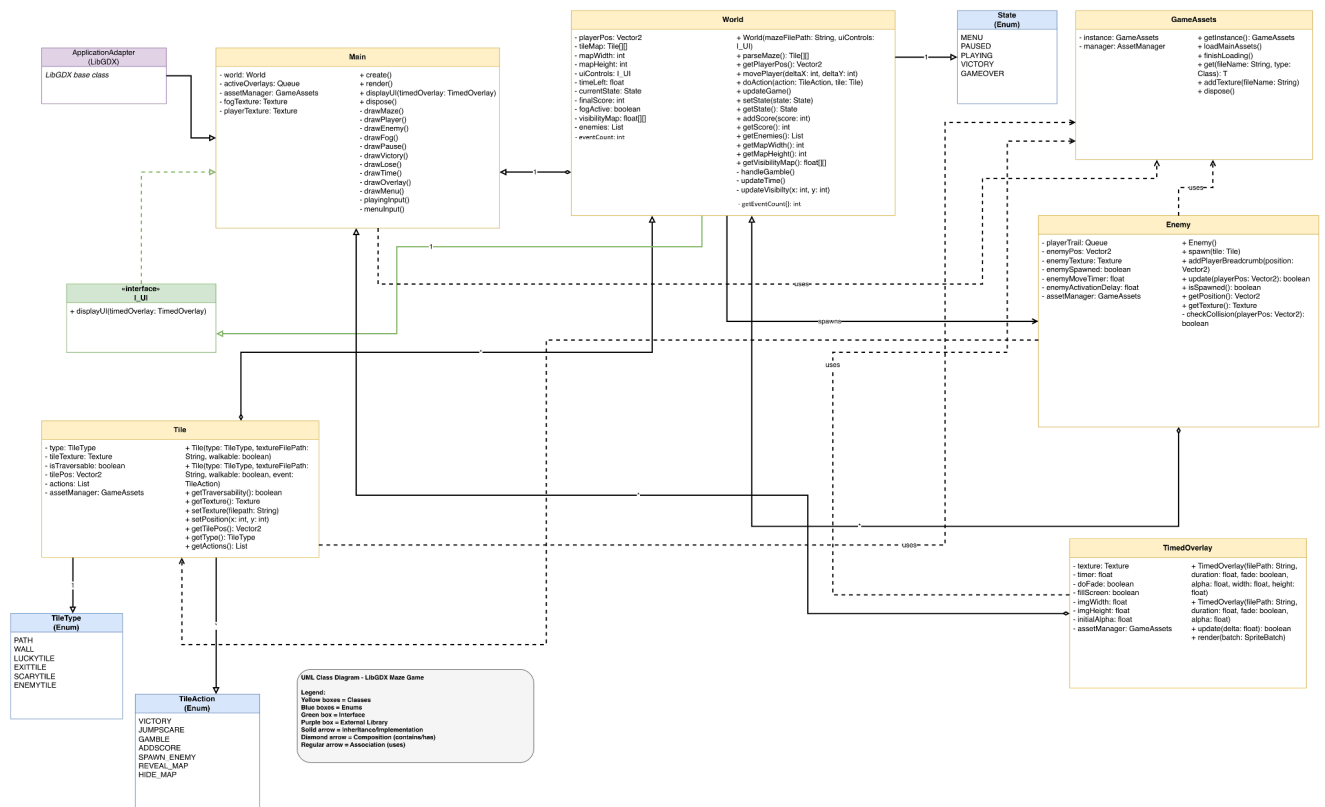 ApplicationAdapter
(LibGDX)
LibGDX base class
Main
- world: World
- activeOverlays: Queue
- assetManager: GameAssets
- fogTexture: Texture
- playerTexture: Texture
+ create()
+ render()
+ displayUI(timedOverlay: TimedOverlay)
+ dispose()
- drawMaze()
- drawPlayer()
- drawEnemy()
- drawFog()
- drawPause()
- drawVictory()
- drawLose()
- drawTime()
- drawOverlay()
- drawMenu()
- playingInput()
- menuInput()
World
- playerPos: Vector2
- tileMap: Tile[][]
- mapWidth: int
- mapHeight: int
- uiControls: I_UI
- timeLeft: float
- currentState: State
- finalScore: int
- fogActive: boolean
- visibilityMap: float[][]
- enemies: List
- eventCount: int
+ World(mazeFilePath: String, uiControls:
I_UI)
+ parseMaze(): Tile[][]
+ getPlayerPos(): Vector2
+ movePlayer(deltaX: int, deltaY: int)
+ doAction(action: TileAction, tile: Tile)
+ updateGame()
+ setState(state: State)
+ getState(): State
+ addScore(score: int)
+ getScore(): int
+ getEnemies(): List
+ getMapWidth(): int
+ getMapHeight(): int
+ getVisibilityMap(): float[][]
- handleGamble()
- updateTime()
- updateVisibilty(x: int, y: int)
- getEventCount(): int
State
(Enum)
MENU
PAUSED
PLAYING
VICTORY
GAMEOVER
GameAssets
- instance: GameAssets
- manager: AssetManager
+ getInstance(): GameAssets
+ loadMainAssets()
+ finishLoading()
+ get(fileName: String, type:
Class): T
+ addTexture(fileName: String)
+ dispose()
1
1
1
uses
uses
spawns
uses
uses
«interface»
I_UI
+ displayUI(timedOverlay: TimedOverlay)
Enemy
- playerTrail: Queue
- enemyPos: Vector2
- enemyTexture: Texture
- enemySpawned: boolean
- enemyMoveTimer: float
- enemyActivationDelay: float
- assetManager: GameAssets
+ Enemy()
+ spawn(tile: Tile)
+ addPlayerBreadcrumb(position:
Vector2)
+ update(playerPos: Vector2): boolean
+ isSpawned(): boolean
+ getPosition(): Vector2
+ getTexture(): Texture
- checkCollision(playerPos: Vector2):
boolean
Tile
- type: TileType
- tileTexture: Texture
- isTraversable: boolean
- tilePos: Vector2
- actions: List
- assetManager: GameAssets
+ Tile(type: TileType, textureFilePath:
String, walkable: boolean)
+ Tile(type: TileType, textureFilePath:
String, walkable: boolean, event:
TileAction)
+ getTraversability(): boolean
+ getTexture(): Texture
+ setTexture(filepath: String)
+ setPosition(x: int, y: int)
+ getTilePos(): Vector2
+ getType(): TileType
+ getActions(): List
TimedOverlay
- texture: Texture
- timer: float
- doFade: boolean
- fillScreen: boolean
- imgWidth: float
- imgHeight: float
- initialAlpha: float
- assetManager: GameAssets
+ TimedOverlay(filePath: String,
duration: float, fade: boolean,
alpha: float, width: float, height:
float)
+ TimedOverlay(filePath: String,
duration: float, fade: boolean,
alpha: float)
+ update(delta: float): boolean
+ render(batch: SpriteBatch)
1
TileType
(Enum)
PATH
WALL
LUCKYTILE
EXITTILE
SCARYTILE
ENEMYTILE
TileAction
(Enum)
VICTORY
JUMPSCARE
GAMBLE
ADDSCORE
SPAWN_ENEMY
REVEAL_MAP
HIDE_MAP
UML Class Diagram - LibGDX Maze Game
Legend:
Yellow boxes = Classes
Blue boxes = Enums
Green box = Interface
Purple box = External Library
Solid arrow = Inheritance/Implementation
Diamond arrow = Composition (contains/has)
Regular arrow = Association (uses)